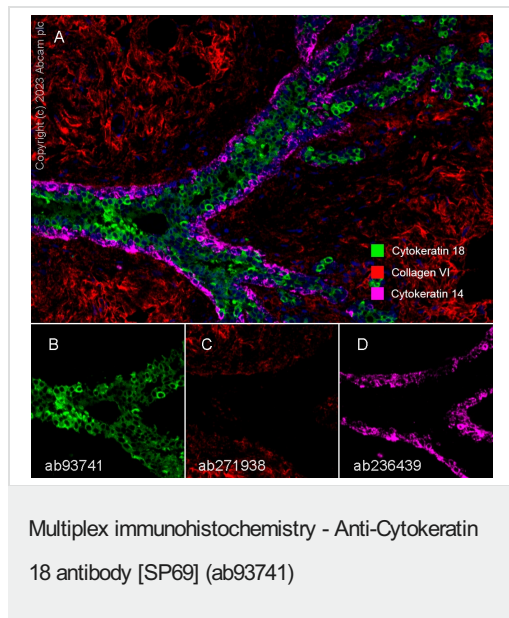 A
Copyright (c) 2023 Abcam plc
Cytokeratin 18
Collagen VI
Cytokeratin 14
B
ab93741
C
ab271938
D
ab236439
Multiplex immunohistochemistry - Anti-Cytokeratin
18 antibody [SP69] (ab93741)